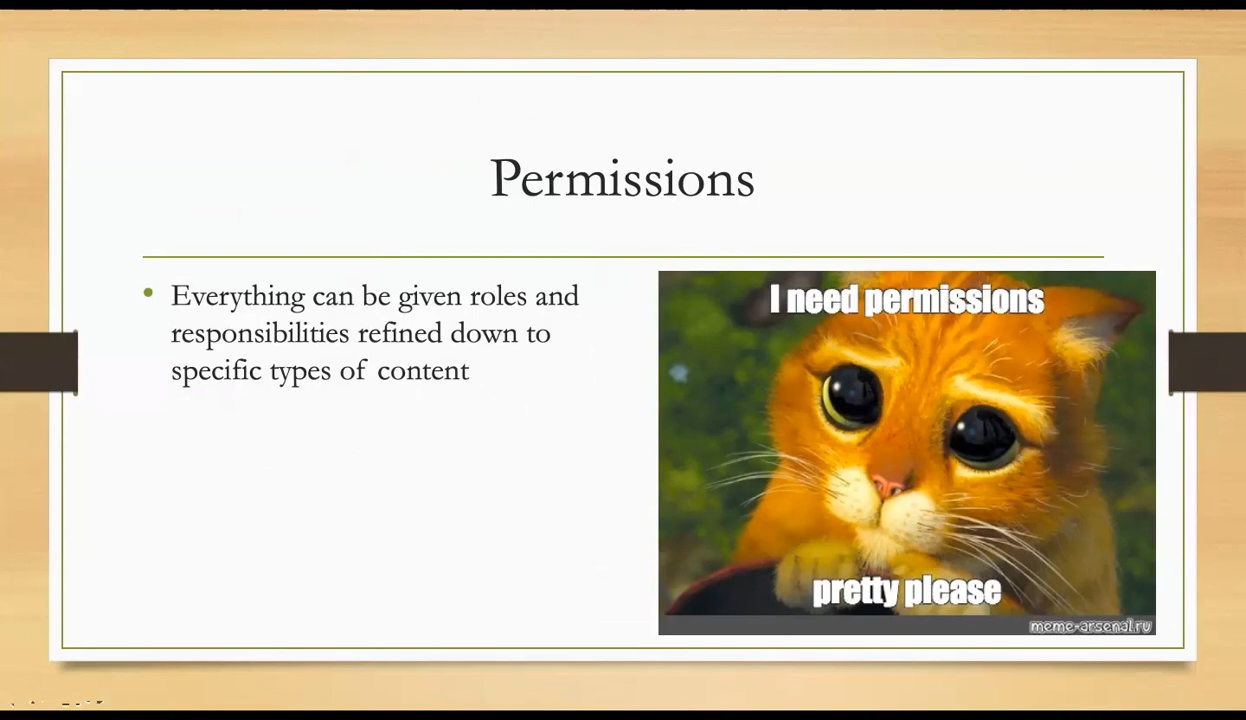 Permissions
• Everything can be given roles and
responsibilities refined down to
specific types of content
I need permissions
pretty please
meme-arsenal.ru